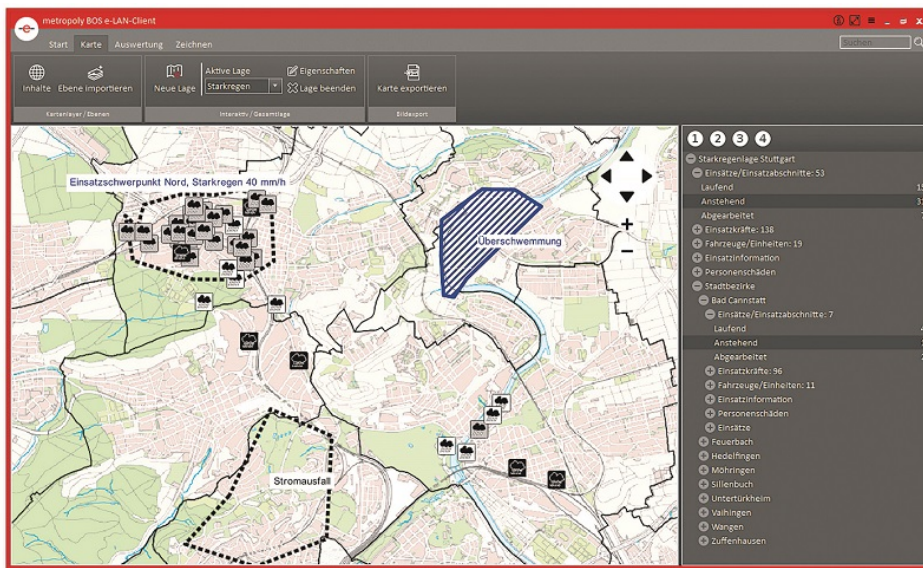 metropoly BOS e-LAN-Client
Start Karte Auswertung Zeichnen
Suchen
Inhalte Ebene importieren
Neue Lage
Aktive Lage
Starkregen
Eigenschaften
Lage beenden
Karte exportieren
Kartenlayer / Ebenen
Interaktiv / Gesamtlage
Bildexport
Einsatzschwerpunkt Nord, Starkregen 40 mm/h
Überschwemmung
Stromausfall
1 2 3 4
Starkregenlage Stuttgart
Einsätze/Einsatzabschnitte: 53
Laufend
Anstehend
Abgearbeitet
Einsatzkräfte: 138
Fahrzeuge/Einheiten: 19
Einsatzinformation
Personenschäden
Stadtbezirke
Bad Cannstatt
Einsätze/Einsatzabschnitte: 7
Laufend
Anstehend
Abgearbeitet
Einsatzkräfte: 96
Fahrzeuge/Einheiten: 11
Einsatzinformation
Personenschäden
Einsätze
Feuerbach
Hedelfingen
Möhringen
Sillenbuch
Untertürkheim
Vaihingen
Wangen
Zuffenhausen